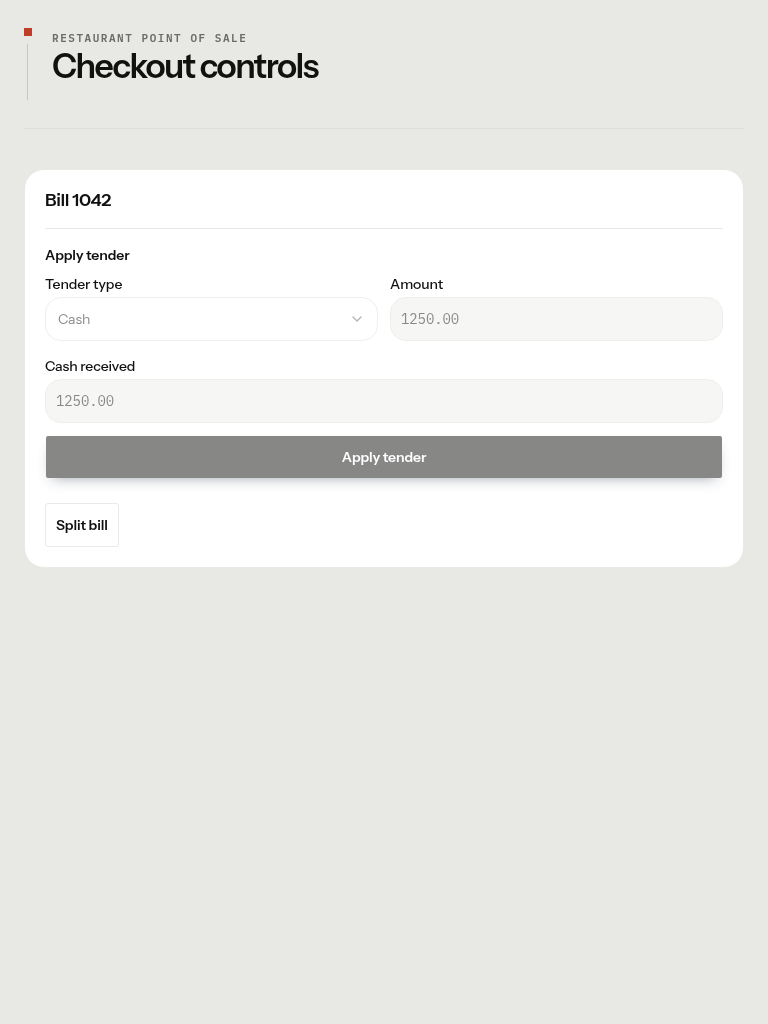 RESTAURANT POINT OF SALE
Checkout controls
Bill 1042
Apply tender
Tender type
Amount
Cash
1250.00
Cash received
1250.00
Apply tender
Split bill